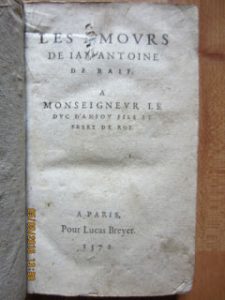 LES AMOVRS
DE IAN ANTOINE
DE BAIF.
A
MONSEIGNEVR LE
DVC D'ANIOV FILS ET
FRERE DE ROI.
A PARIS,
Pour Lucas Breyer.
1572